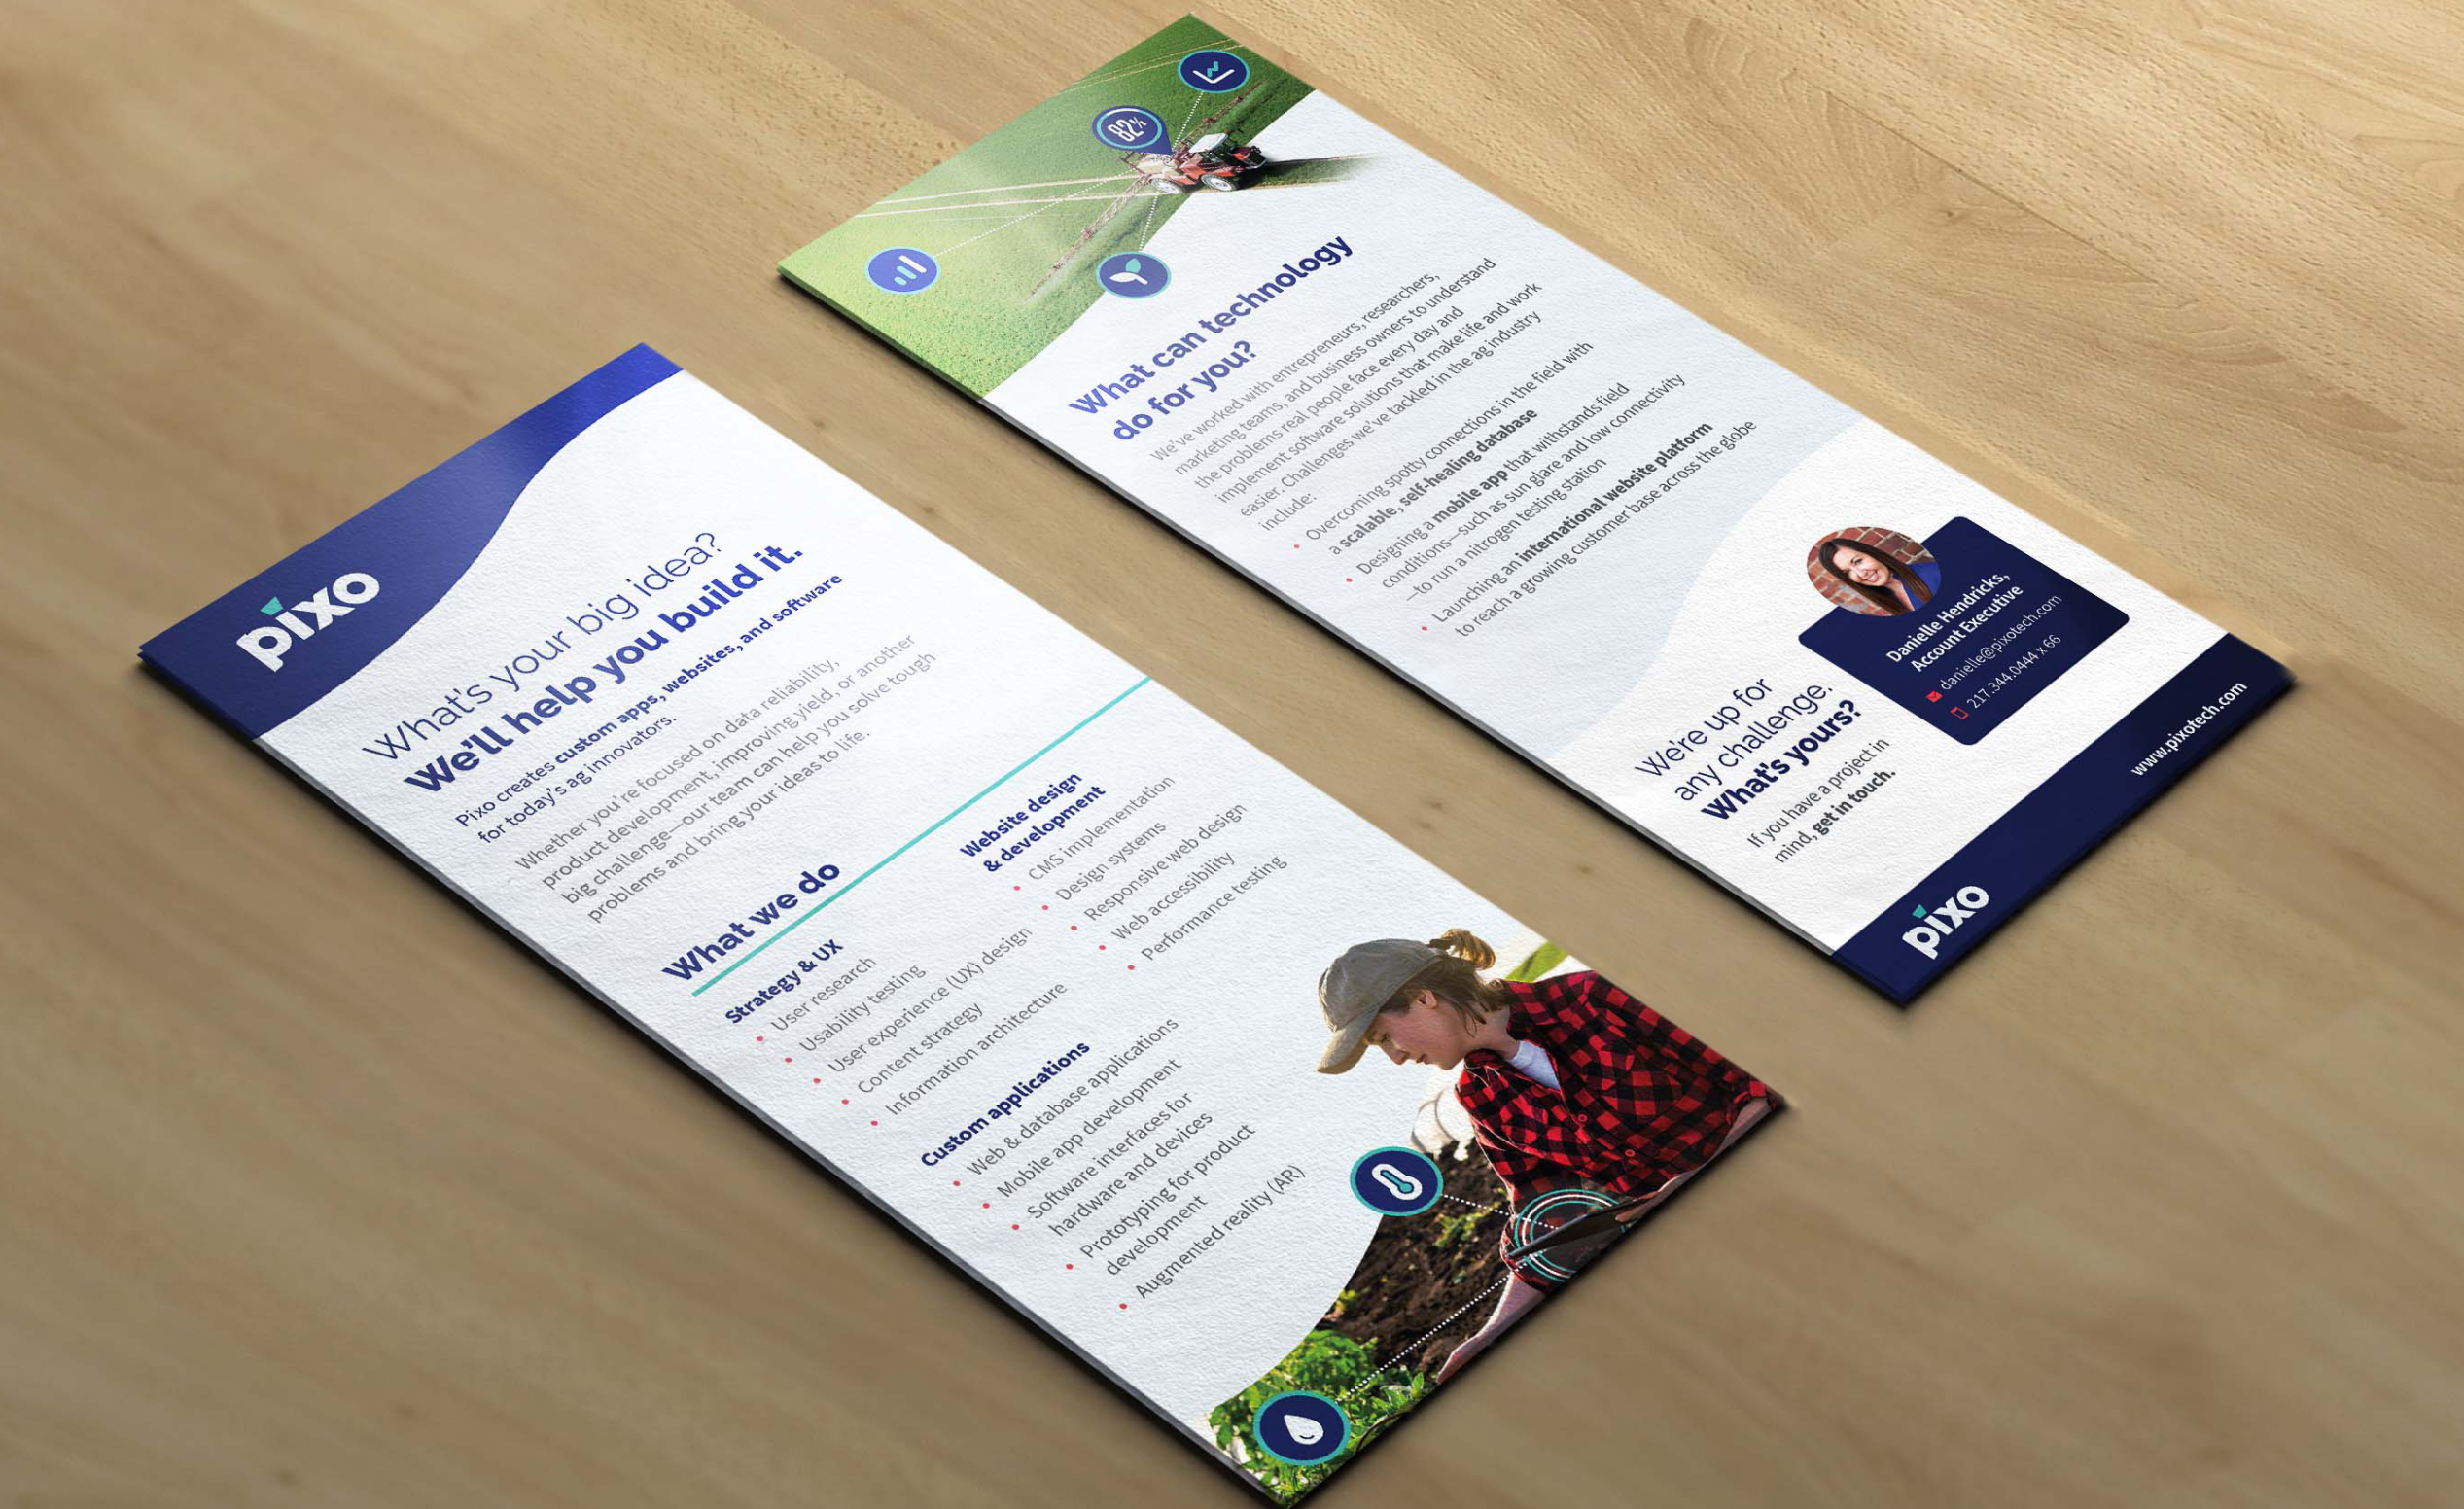 pixo
What's your big idea?
We'll help you build it.
Pixo creates custom apps, websites, and software
for today's ag innovators.
Whether you're focused on data reliability,
product development, improving yield, or another
big challenge—our team can help you solve tough
problems and bring your ideas to life.
What we do
Strategy & UX
• User research
• Usability testing
• User experience (UX) design
• Content strategy
• Information architecture
Custom applications
• Web & database applications
• Mobile app development
• Software interfaces for
hardware and devices
• Prototyping for product
development
• Augmented reality (AR)
Website design
& development
• CMS implementation
• Design systems
• Responsive web design
• Web accessibility
• Performance testing
82%
What can technology
do for you?
We've worked with entrepreneurs, researchers,
marketing teams, and business owners to understand
the problems real people face every day and
implement software solutions that make life and work
easier. Challenges we've tackled in the ag industry
include:
• Overcoming spotty connections in the field with
a scalable, self-healing database
• Designing a mobile app that withstands field
conditions—such as sun glare and low connectivity
—to run a nitrogen testing station
• Launching an international website platform
to reach a growing customer base across the globe
We're up for
any challenge.
What's yours?
If you have a project in
mind, get in touch.
Danielle Hendricks,
Account Executive
danielle@pixotech.com
217.344.0444 x 66
pixo
www.pixotech.com